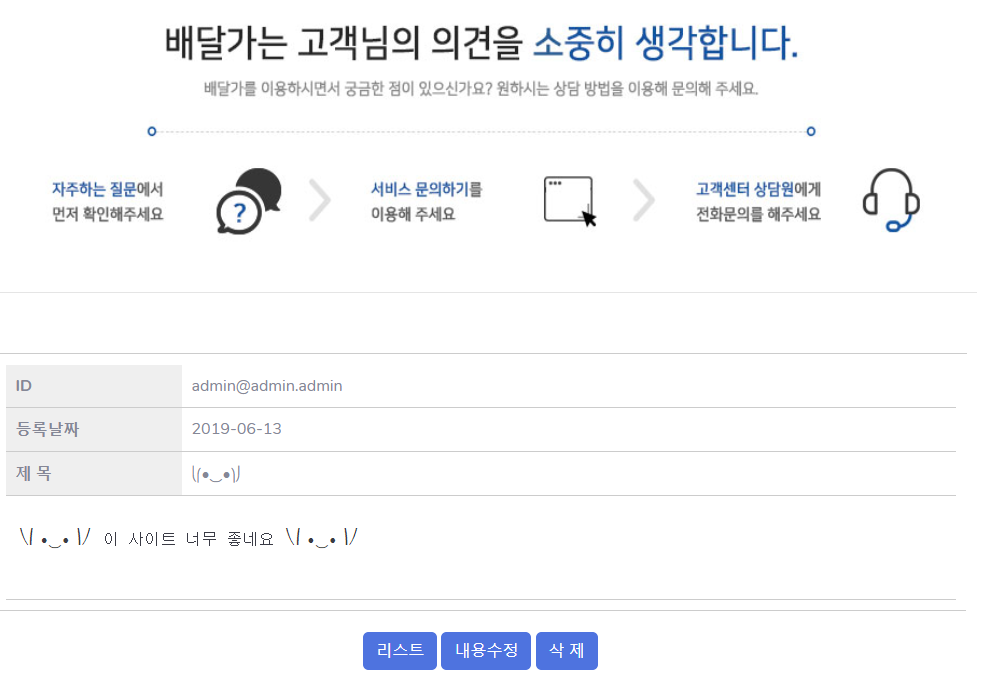 배달가는 고객님의 의견을 소중히 생각합니다.
배달가를 이용하시면서 궁금한 점이 있으신가요? 원하시는 상담 방법을 이용해 문의해 주세요.
자주하는 질문에서
먼저 확인해주세요
?
서비스 문의하기를
이용해 주세요
고객센터 상담원에게
전화문의를 해주세요
ID admin@admin.admin
등록날짜 2019-06-13
제 목 ⎝⎛•‿•⎞⎠
\( •‿• )/ 이 사이트 너무 좋네요 \( •‿• )/
리스트 내용수정 삭 제